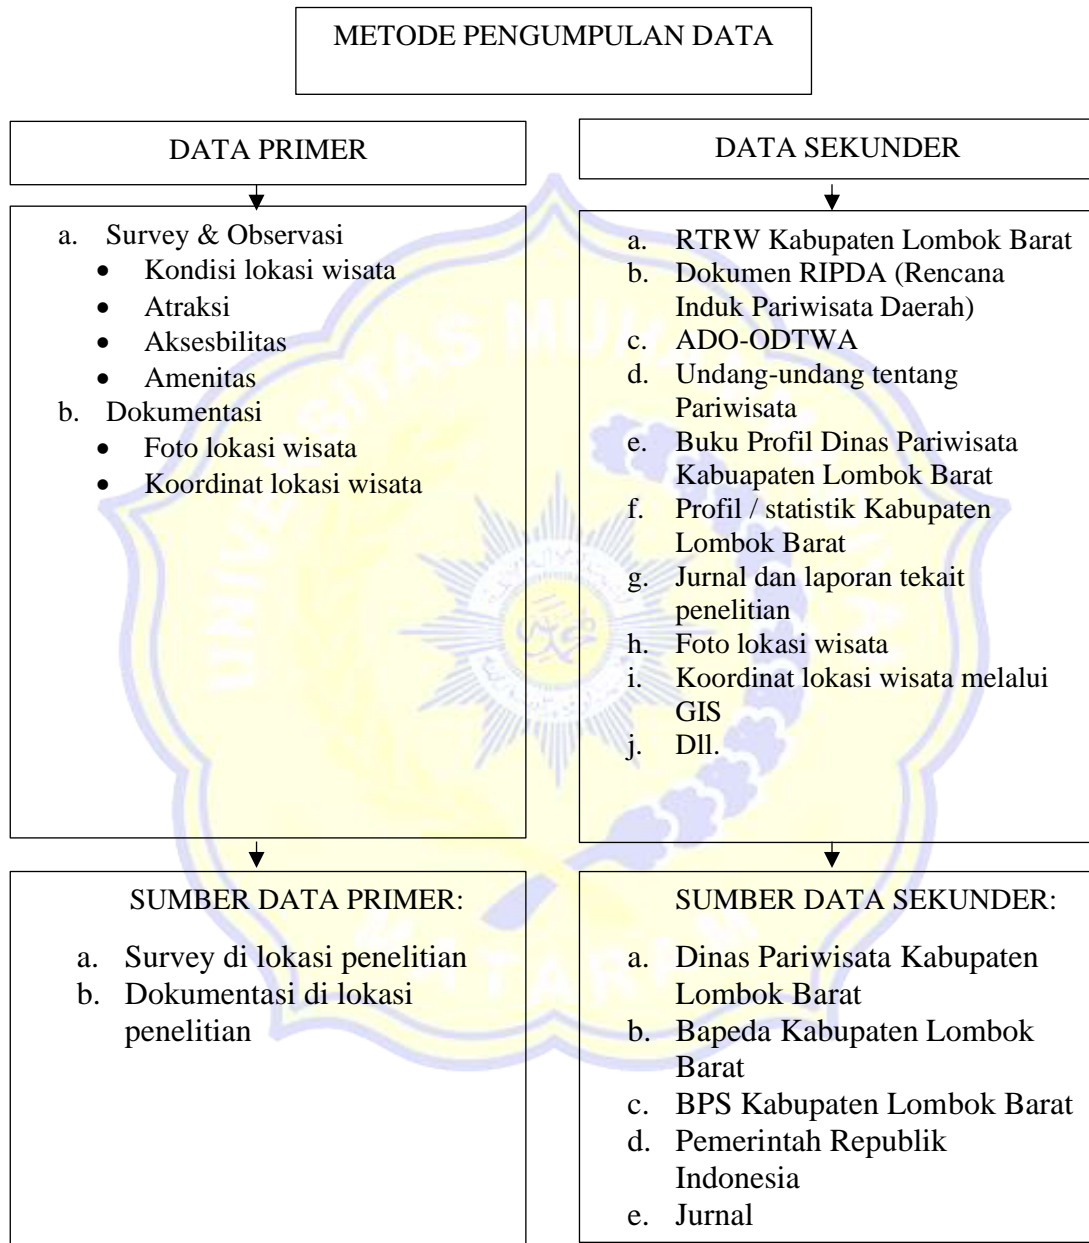 METODE PENGUMPULAN DATA
DATA PRIMER
a. Survey & Observasi
• Kondisi lokasi wisata
• Atraksi
• Aksesbilitas
• Amenitas
b. Dokumentasi
• Foto lokasi wisata
• Koordinat lokasi wisata
SUMBER DATA PRIMER:
a. Survey di lokasi penelitian
b. Dokumentasi di lokasi
penelitian
DATA SEKUNDER
a. RTRW Kabupaten Lombok Barat
b. Dokumen RIPDA (Rencana
Induk Pariwisata Daerah)
c. ADO-ODTWA
d. Undang-undang tentang
Pariwisata
e. Buku Profil Dinas Pariwisata
Kabuapaten Lombok Barat
f. Profil / statistik Kabupaten
Lombok Barat
g. Jurnal dan laporan tekait
penelitian
h. Foto lokasi wisata
i. Koordinat lokasi wisata melalui
GIS
j. Dll.
SUMBER DATA SEKUNDER:
a. Dinas Pariwisata Kabupaten
Lombok Barat
b. Bapeda Kabupaten Lombok
Barat
c. BPS Kabupaten Lombok Barat
d. Pemerintah Republik
Indonesia
e. Jurnal
MATARAM